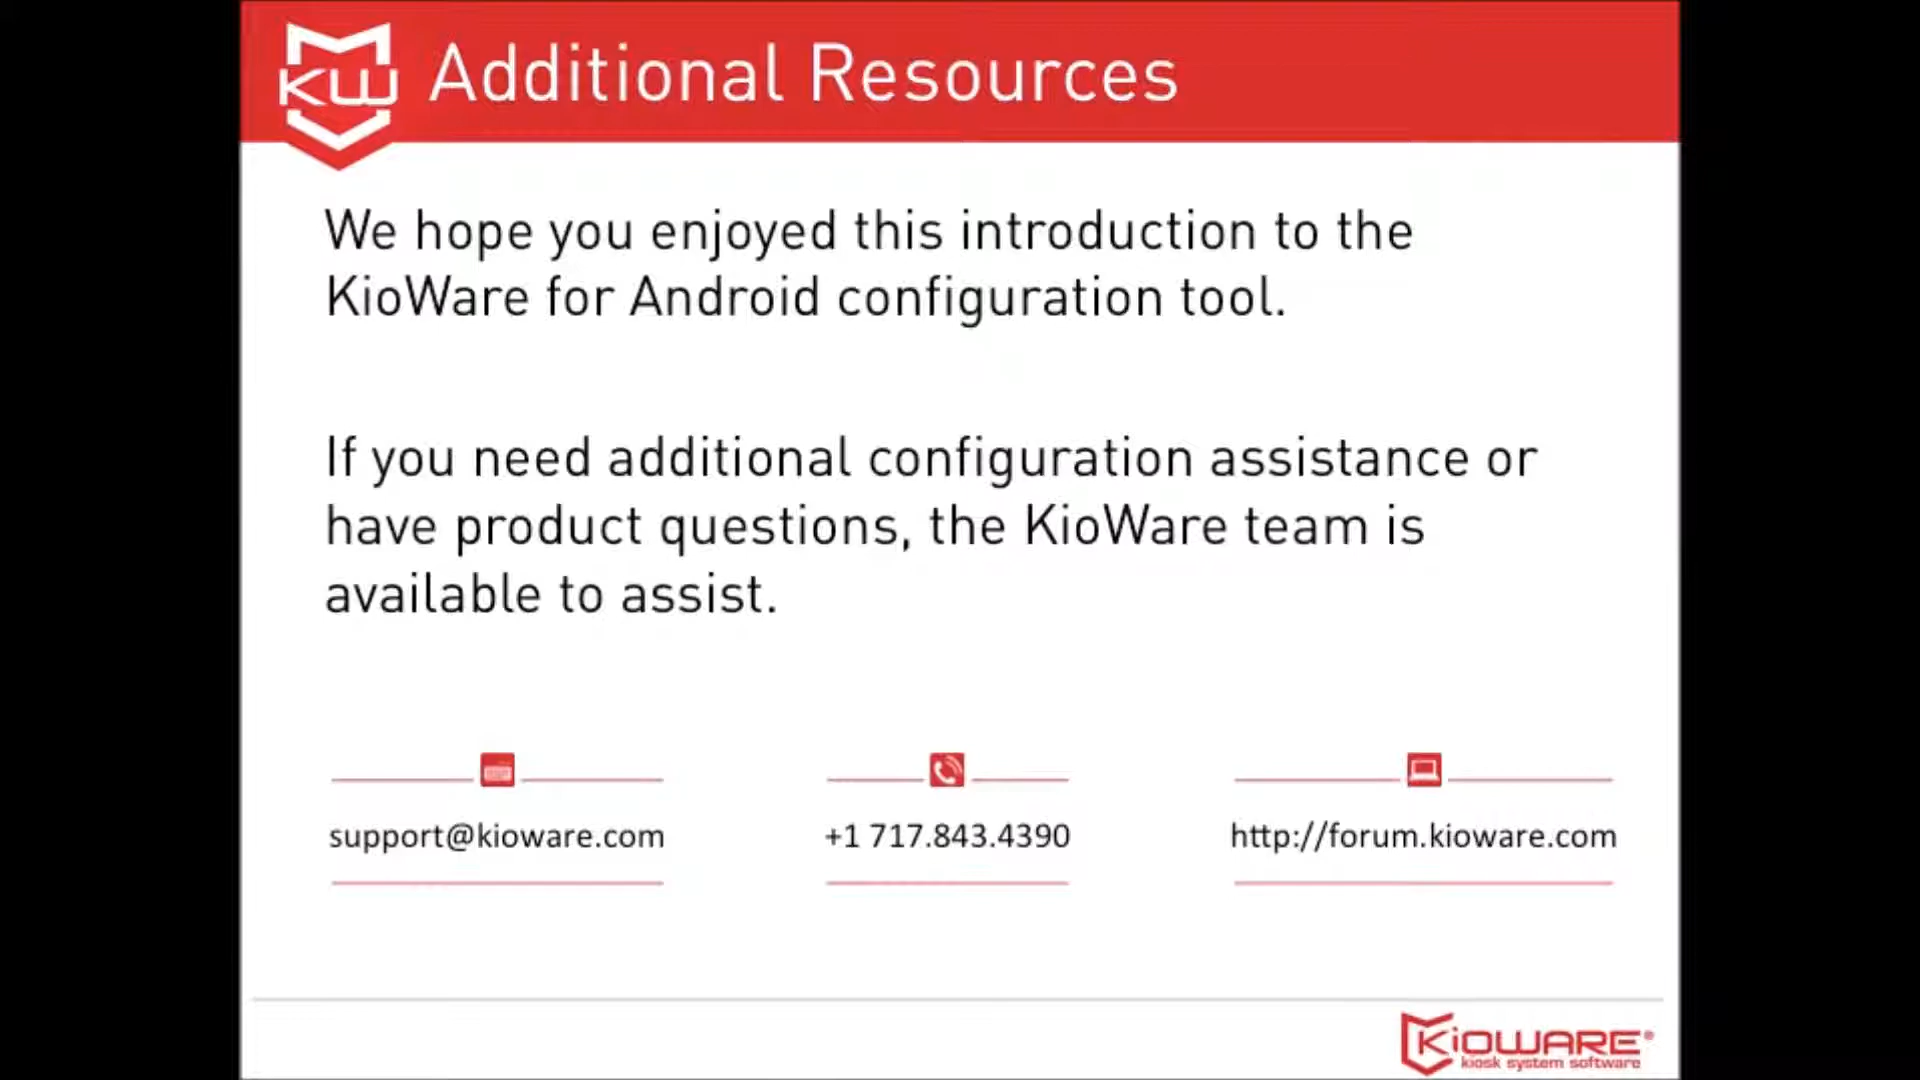 KW Additional Resources
We hope you enjoyed this introduction to the
KioWare for Android configuration tool.
If you need additional configuration assistance or
have product questions, the KioWare team is
available to assist.
support@kioware.com
+1 717.843.4390
http://forum.kioware.com
KioWARE®
kiosk system software